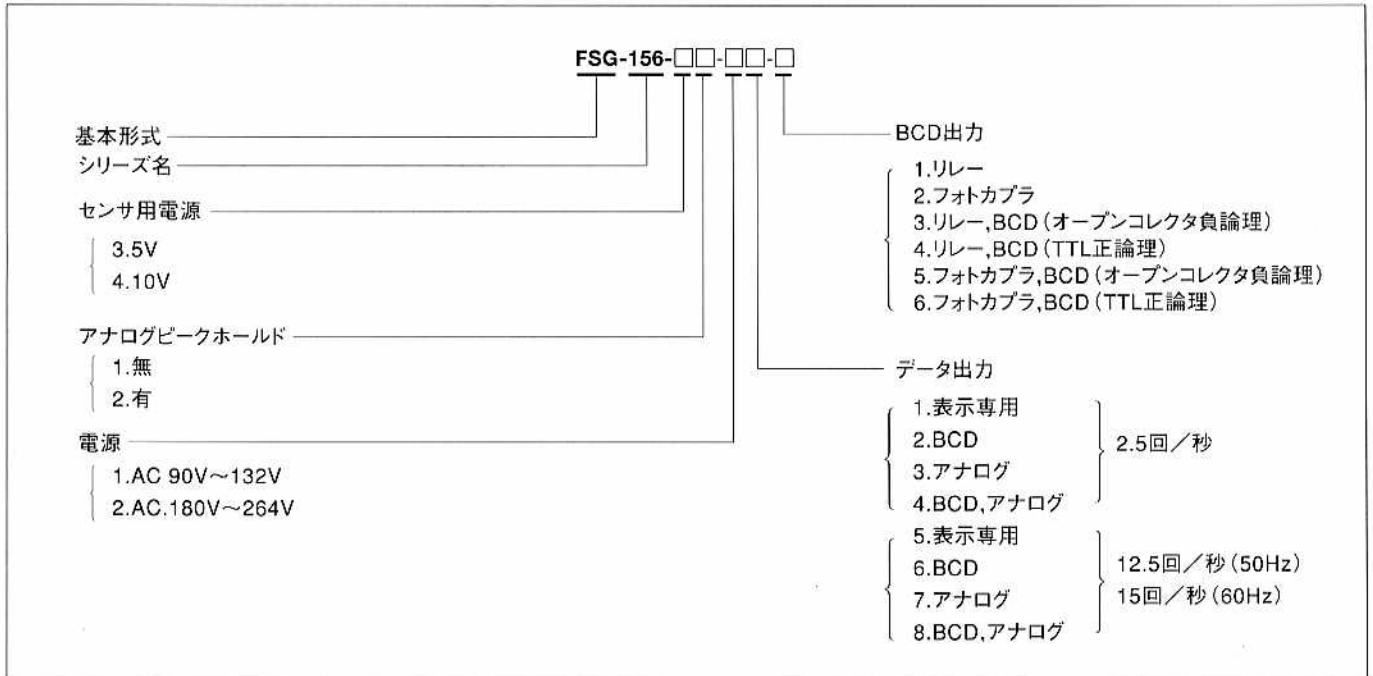 FSG-156-□□-□□-□
基本形式
シリーズ名
センサ用電源
3.5V
4.10V
アナログピークホールド
1.無
2.有
電源
1.AC 90V～132V
2.AC.180V～264V
BCD出力
1.リレー
2.フォトカプラ
3.リレー,BCD（オープンコレクタ負論理）
4.リレー,BCD（TTL正論理）
5.フォトカプラ,BCD（オープンコレクタ負論理）
6.フォトカプラ,BCD（TTL正論理）
データ出力
1.表示専用
2.BCD
3.アナログ
4.BCD,アナログ
2.5回／秒
5.表示専用
6.BCD
7.アナログ
8.BCD,アナログ
12.5回／秒（50Hz）
15回／秒（60Hz）